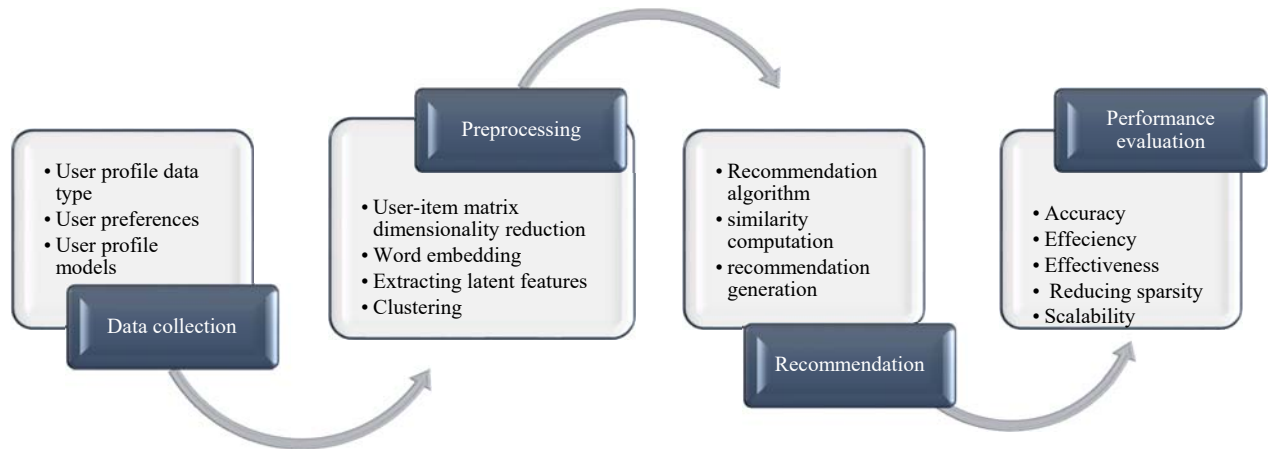 • User profile data
type
• User preferences
• User profile
models
Data collection
Preprocessing
• User-item matrix
dimensionality reduction
• Word embedding
• Extracting latent features
• Clustering
• Recommendation
algorithm
• similarity
computation
• recommendation
generation
Recommendation
Performance
evaluation
• Accuracy
• Effeciency
• Effectiveness
• Reducing sparsity
• Scalability